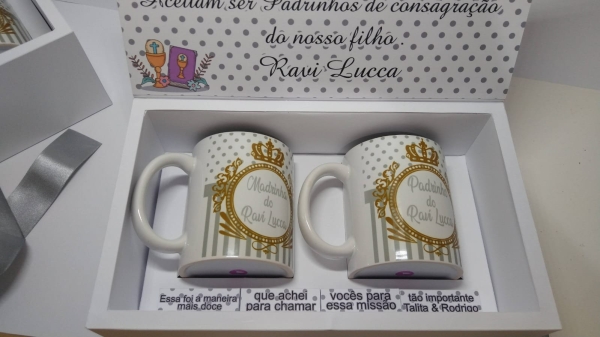 Aceitam ser Padrinhos de consagração,
do nosso filho.
Ravi Lucca
Madrinha
do
Ravi Lucca
Padrinho
do
Ravi Lucca
Essa foi a maneira
mais doce
que achei
para chamar
vocês para
essa missão
tão importante
Talita & Rodrigo